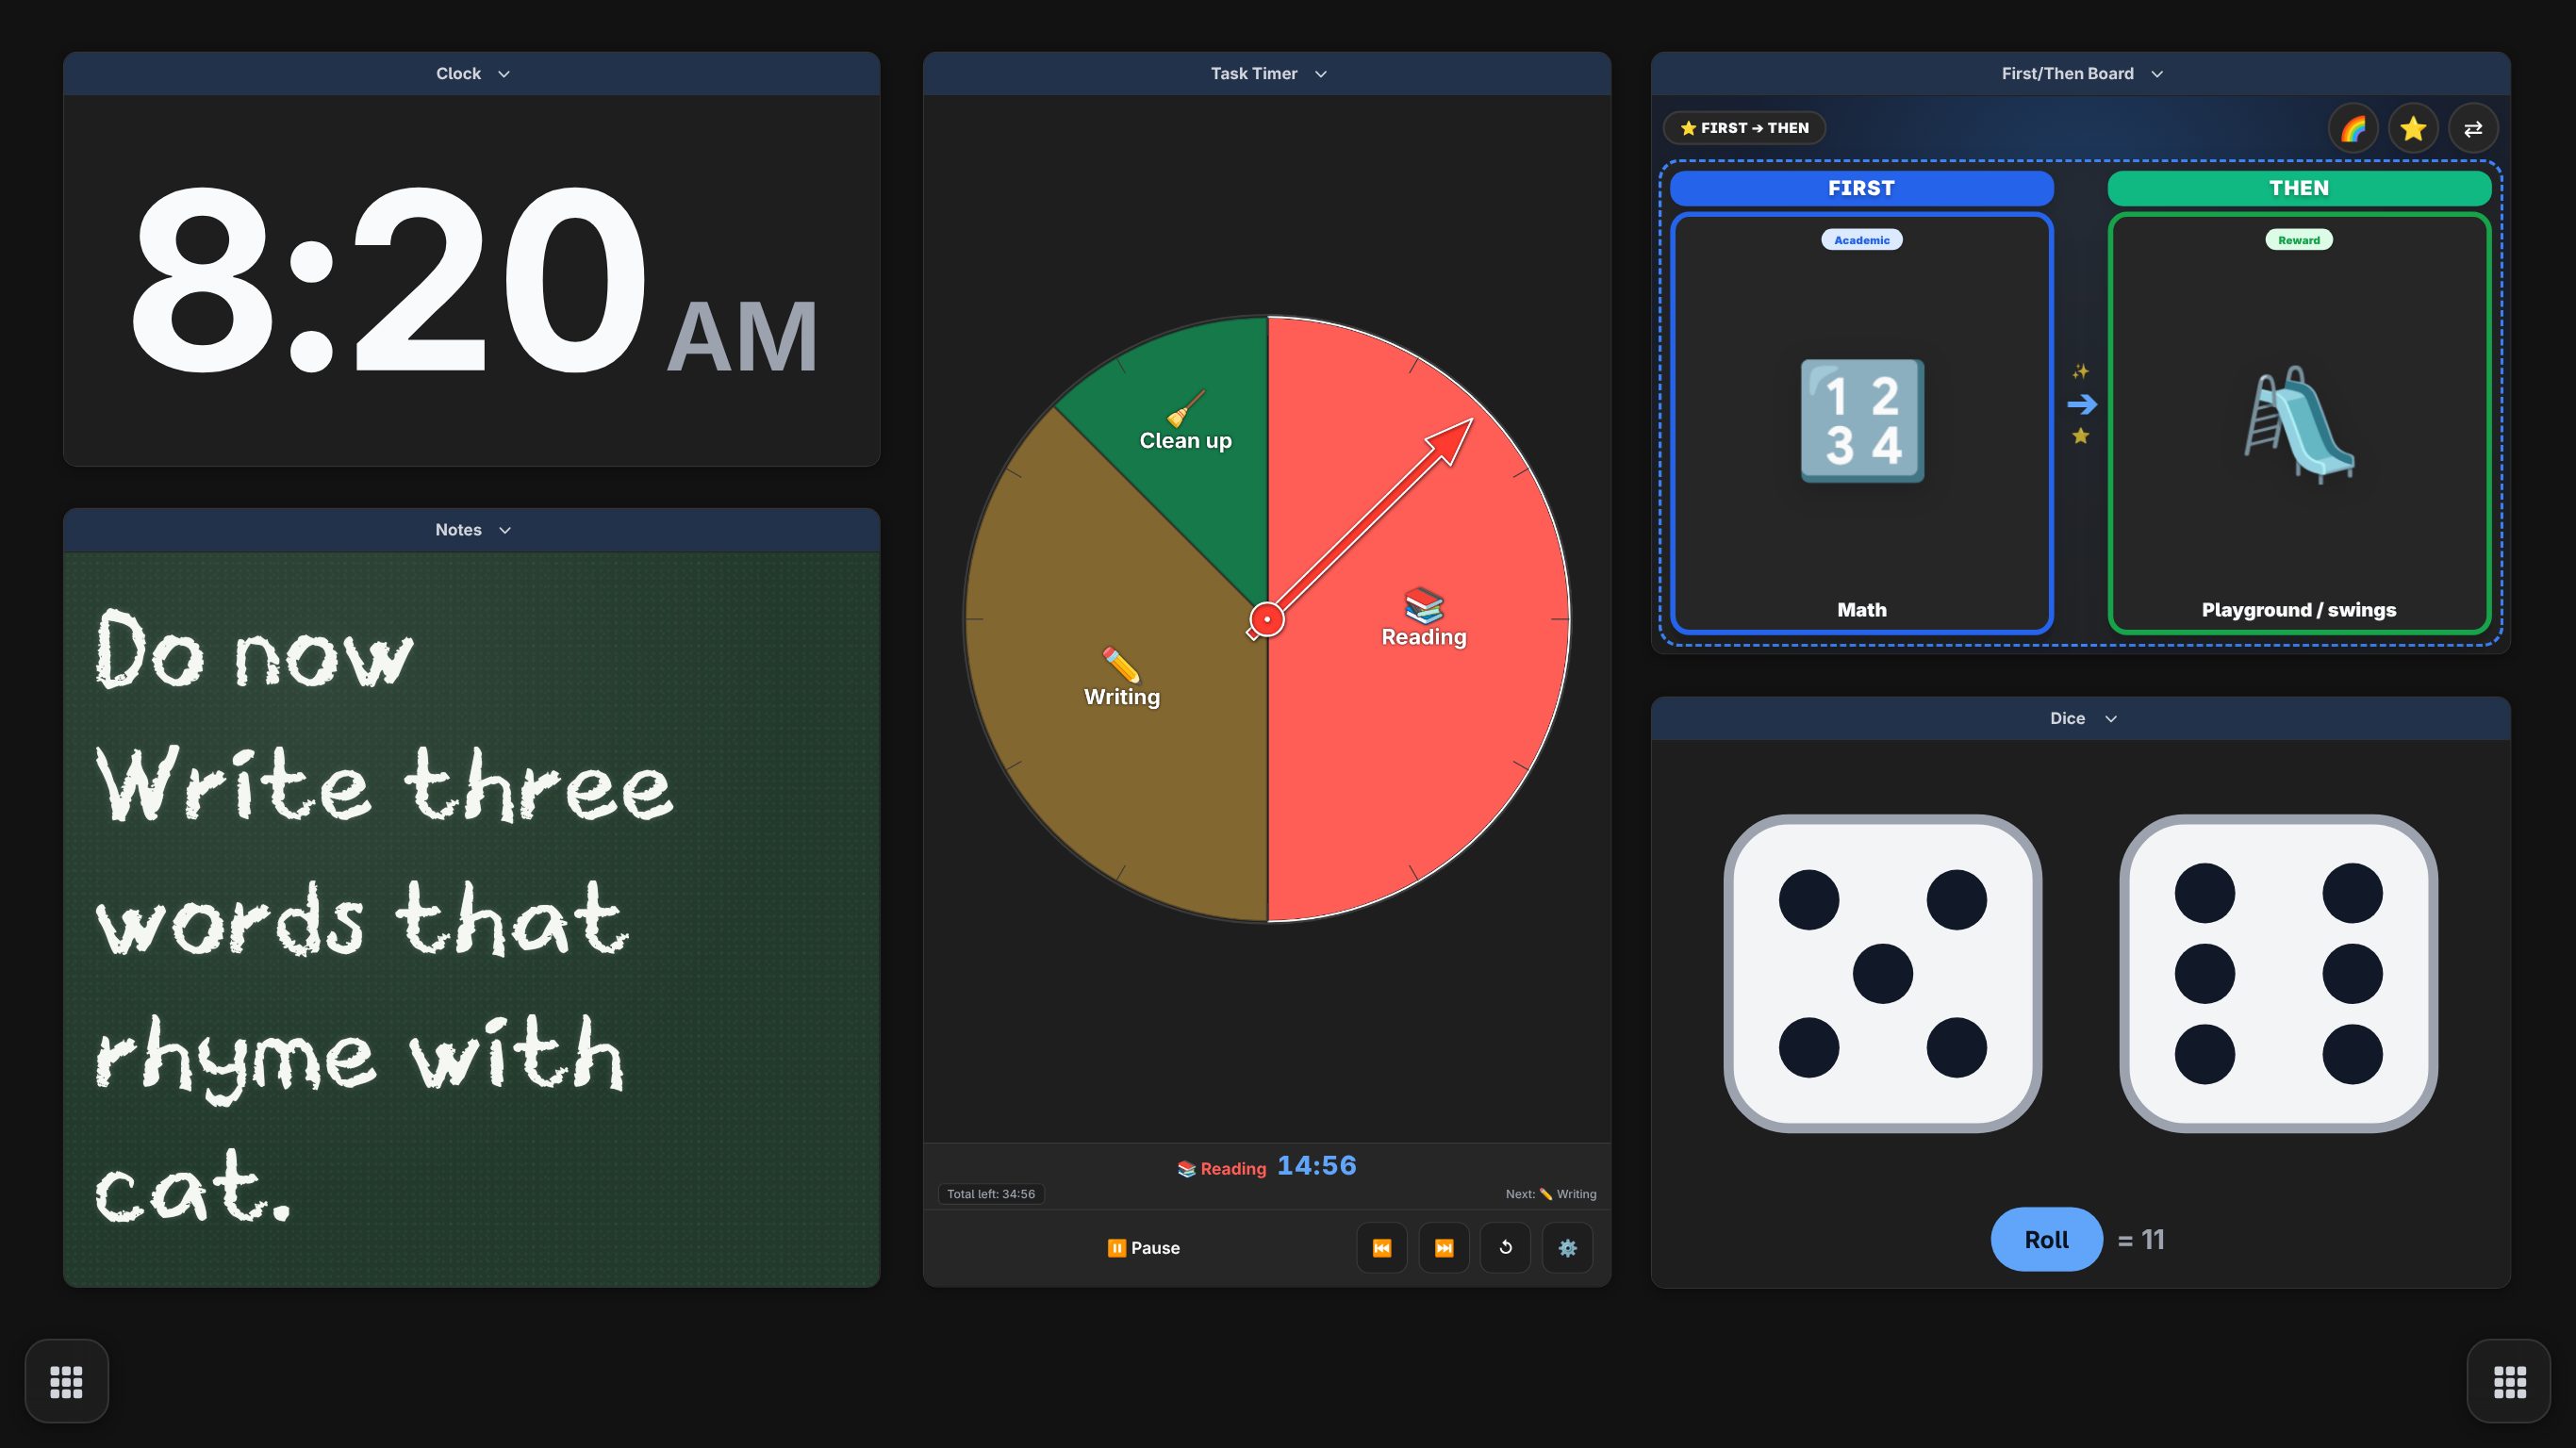 Clock
8:20 AM
Notes
Do now
Write three
words that
rhyme with
cat.
Task Timer
Clean up
Reading
Writing
Reading 14:56
Total left: 34:56
Next: Writing
Pause
First/Then Board
FIRST → THEN
FIRST
THEN
Academic
Reward
1 2
3 4
Math
Playground / swings
Dice
Roll = 11